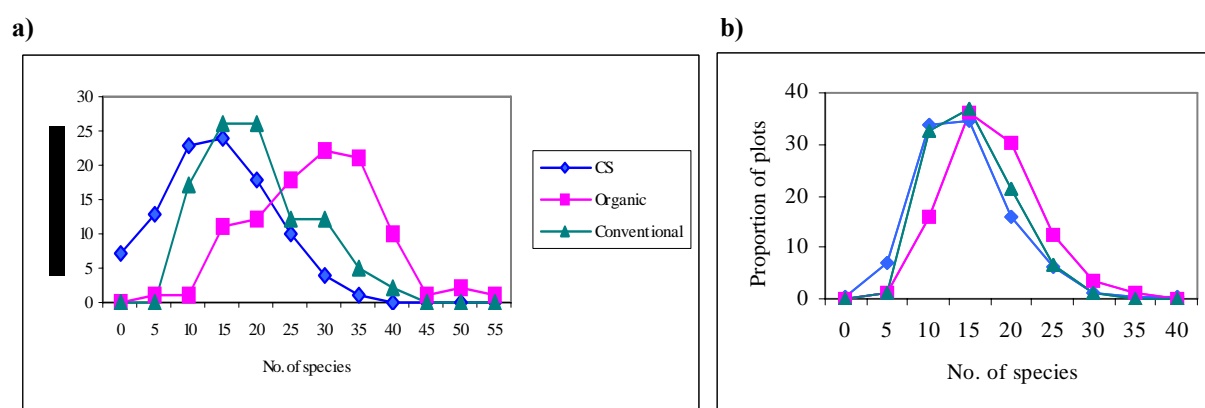 a)
30
25
20
15
10
5
0
0 5 10 15 20 25 30 35 40 45 50 55
No. of species
CS
Organic
Conventional
b)
Proportion of plots
40
30
20
10
0
0 5 10 15 20 25 30 35 40
No. of species